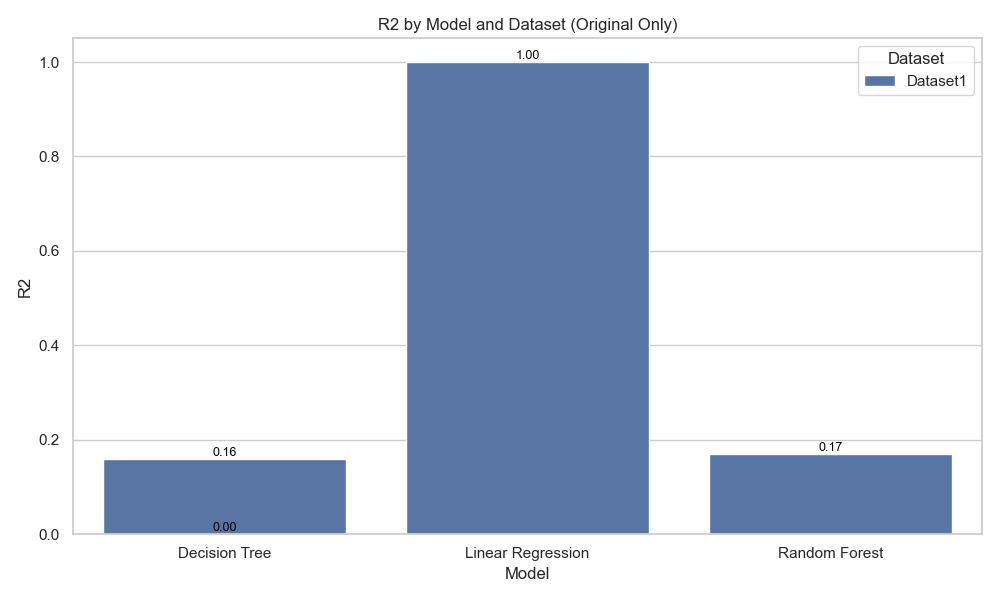 R2 by Model and Dataset (Original Only)
Dataset
Dataset1
R2
1.0
0.8
0.6
0.4
0.2
0.0
0.16
0.00
1.00
0.17
Decision Tree
Linear Regression
Random Forest
Model